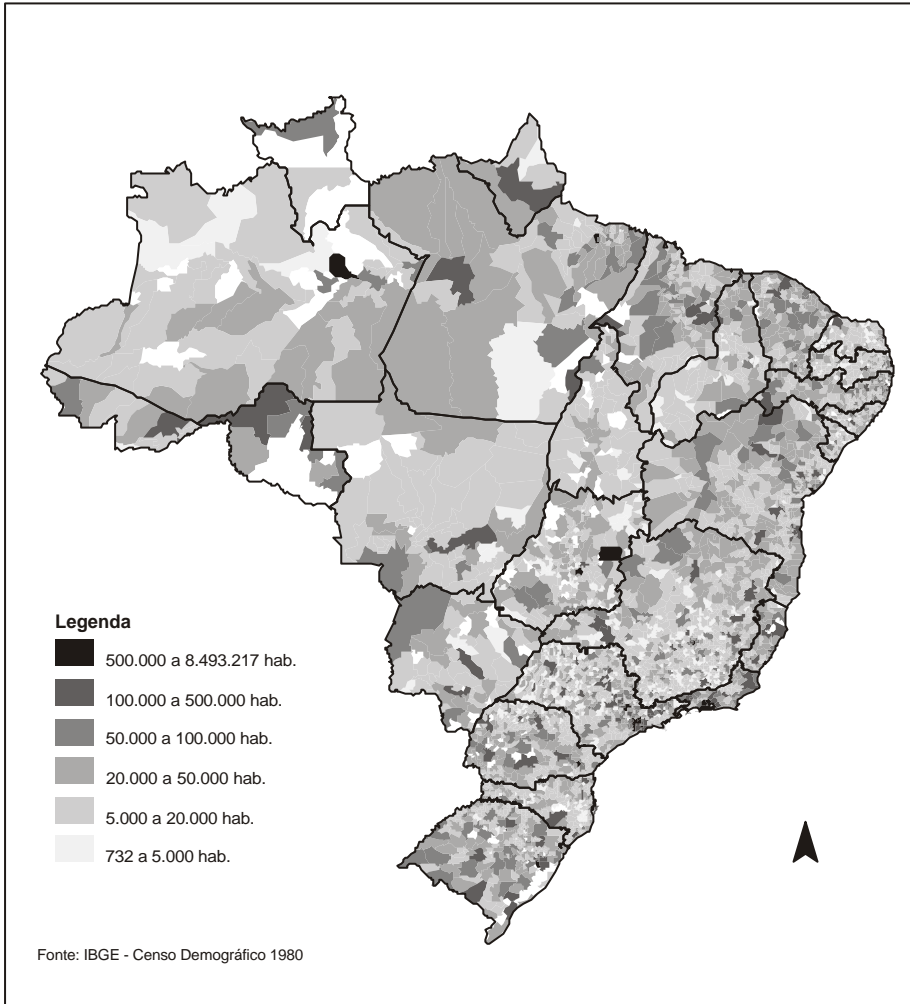 Legenda
500.000 a 8.493.217 hab.
100.000 a 500.000 hab.
50.000 a 100.000 hab.
20.000 a 50.000 hab.
5.000 a 20.000 hab.
732 a 5.000 hab.
Fonte: IBGE - Censo Demográfico 1980